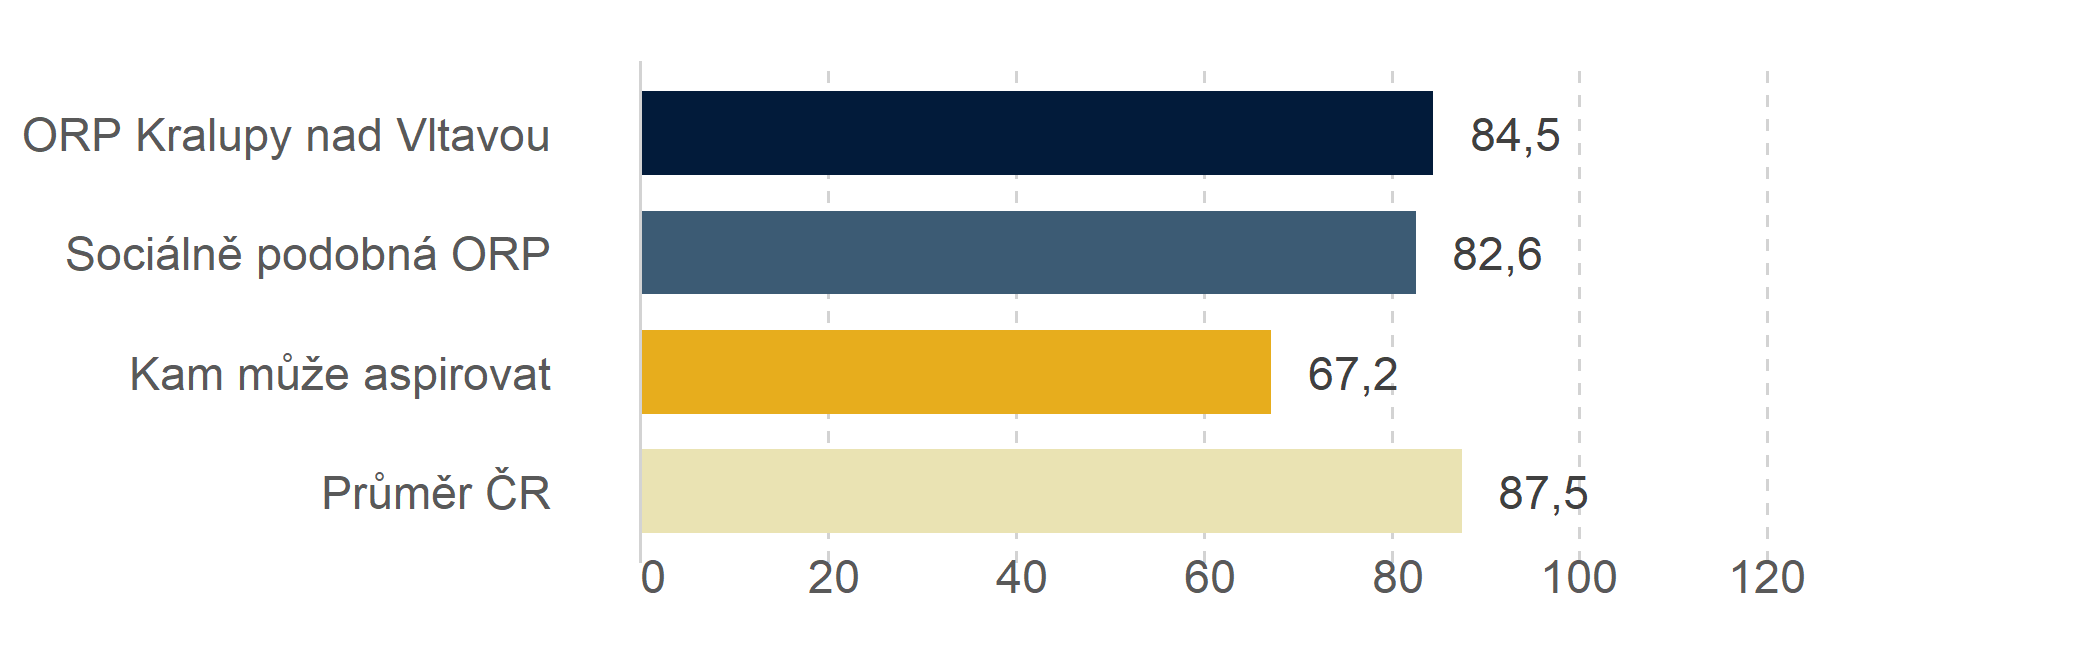 ORP Kralupy nad Vltavou 84,5
Sociálně podobná ORP 82,6
Kam může aspirovat 67,2
Průměr ČR 87,5
0 20 40 60 80 100 120